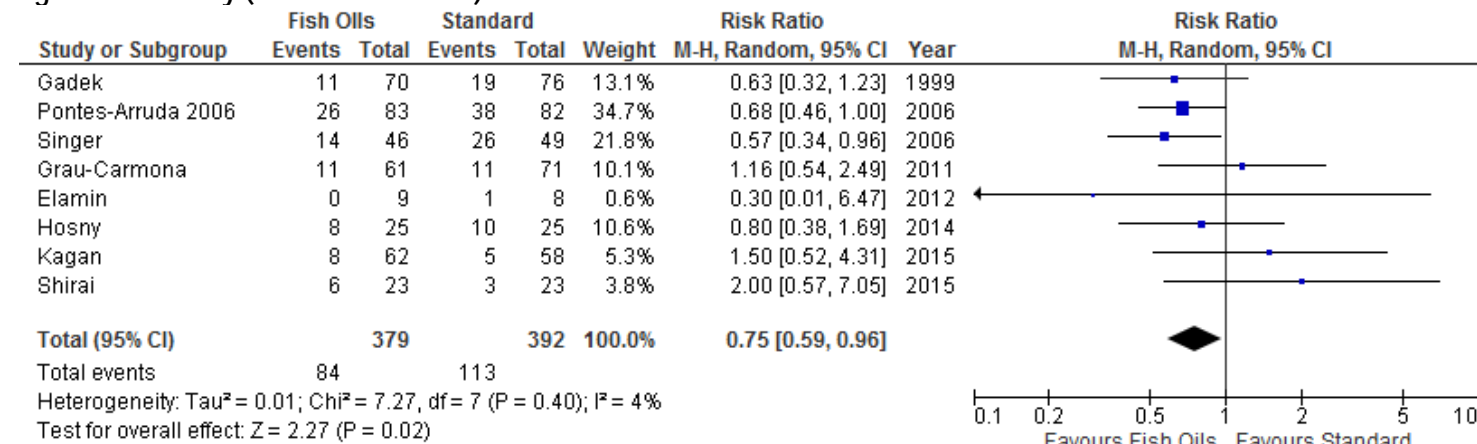 Fish Olls Standard Risk Ratio Risk Ratio
Study or Subgroup Events Total Events Total Weight M-H, Random, 95% CI Year M-H, Random, 95% CI
Gadek 11 70 19 76 13.1% 0.63 [0.32, 1.23] 1999
Pontes-Arruda 2006 26 83 38 82 34.7% 0.68 [0.46, 1.00] 2006
Singer 14 46 26 49 21.8% 0.57 [0.34, 0.96] 2006
Grau-Carmona 11 61 11 71 10.1% 1.16 [0.54, 2.49] 2011
Elamin 0 9 1 8 0.6% 0.30 [0.01, 6.47] 2012
Hosny 8 25 10 25 10.6% 0.80 [0.38, 1.69] 2014
Kagan 8 62 5 58 5.3% 1.50 [0.52, 4.31] 2015
Shirai 6 23 3 23 3.8% 2.00 [0.57, 7.05] 2015
Total (95% CI) 379 392 100.0% 0.75 [0.59, 0.96]
Total events 84 113
Heterogeneity: Tau² = 0.01; Chi² = 7.27, df = 7 (P = 0.40); I² = 4%
Test for overall effect: Z = 2.27 (P = 0.02)
0.1 0.2 0.5 1 2 5 10
Favours Fish Oils Favours Standard